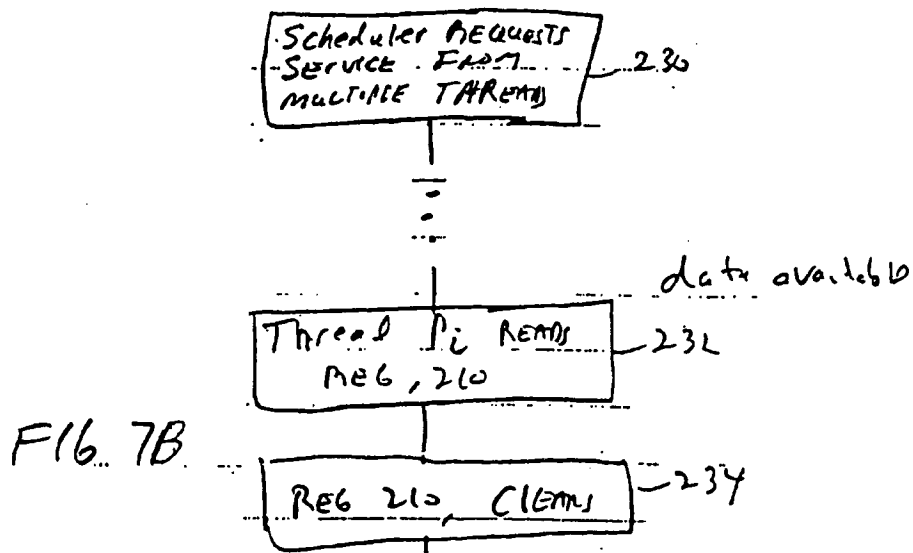 Scheduler REQUESTS
SERVICE FROM
MULTIPLE THREADS
230
data available
Thread Pi READS
REG, 210
232
FIG. 7B
REG 210, CLEARS
234